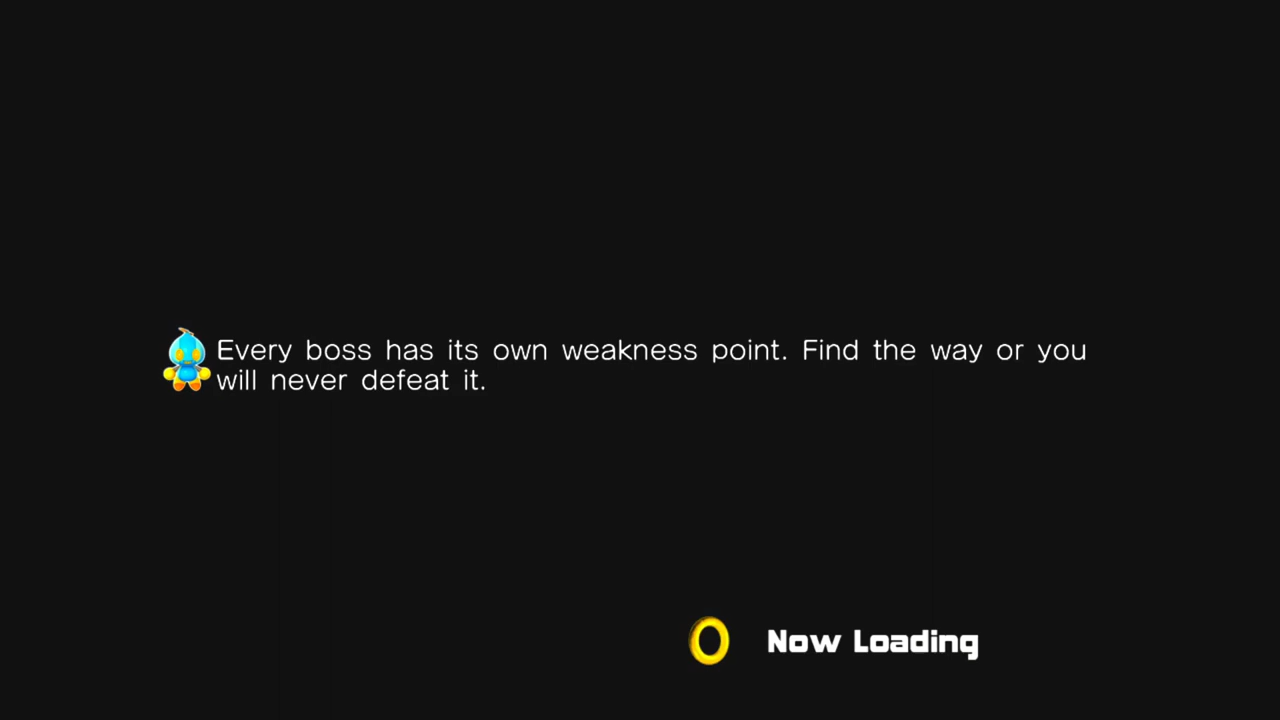 Every boss has its own weakness point. Find the way or you
will never defeat it.
Now Loading